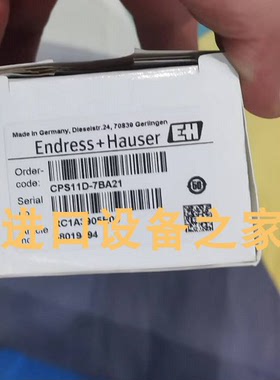 Made in Germany, Dieselstr.24, 70839 Gerlingen
Endress+Hauser EH
Order-
code: CPS11D-7BA21
Serial
进口设备之家